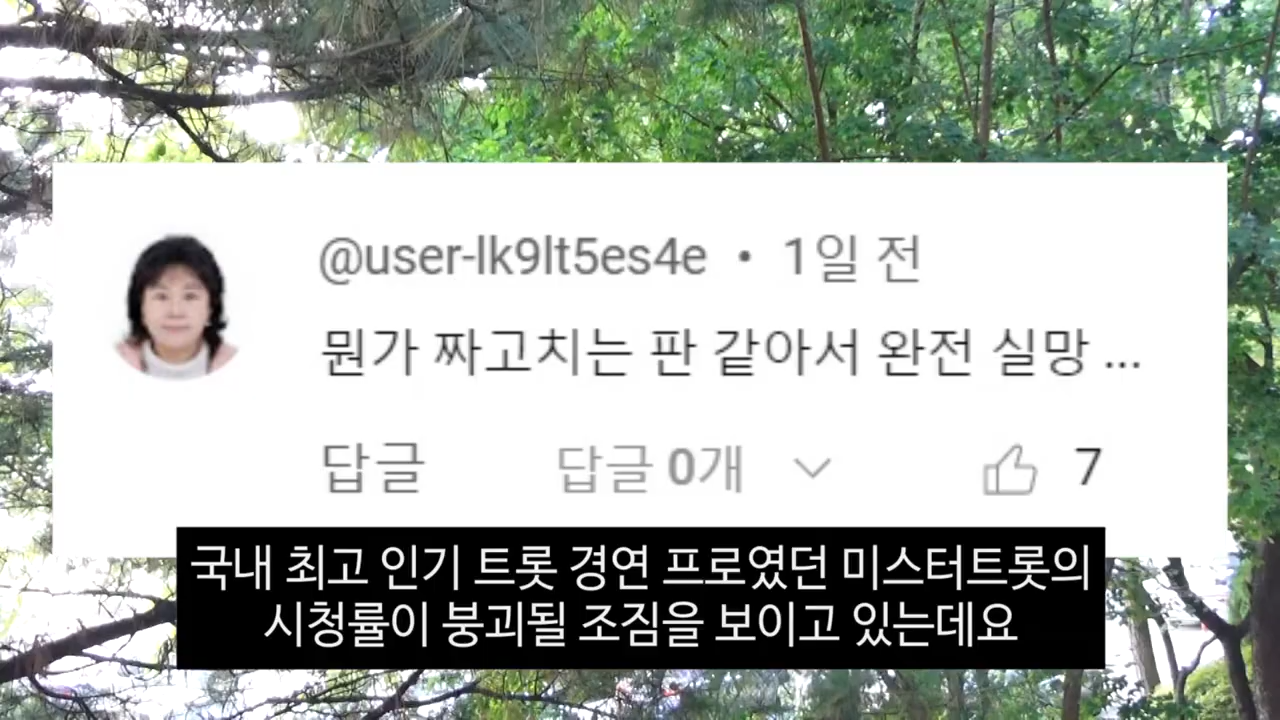 @user-lk9lt5es4e • 1일 전
뭔가 짜고치는 판 같아서 완전 실망 ...
답글 답글 0개 7
국내 최고 인기 트롯 경연 프로였던 미스터트롯의
시청률이 붕괴될 조짐을 보이고 있는데요